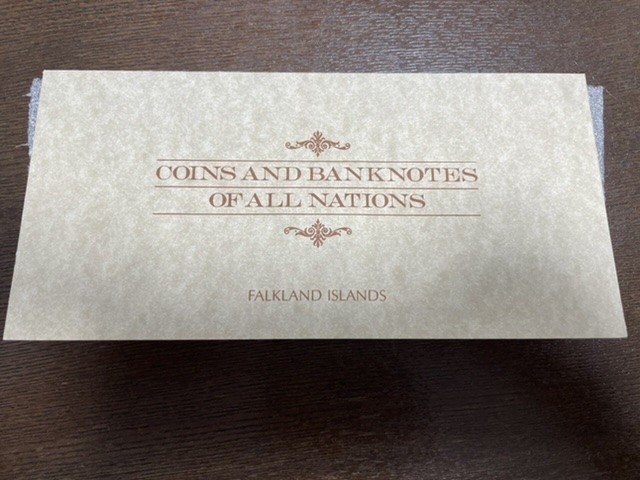 COINS AND BANKNOTES
OF ALL NATIONS
FALKLAND ISLANDS